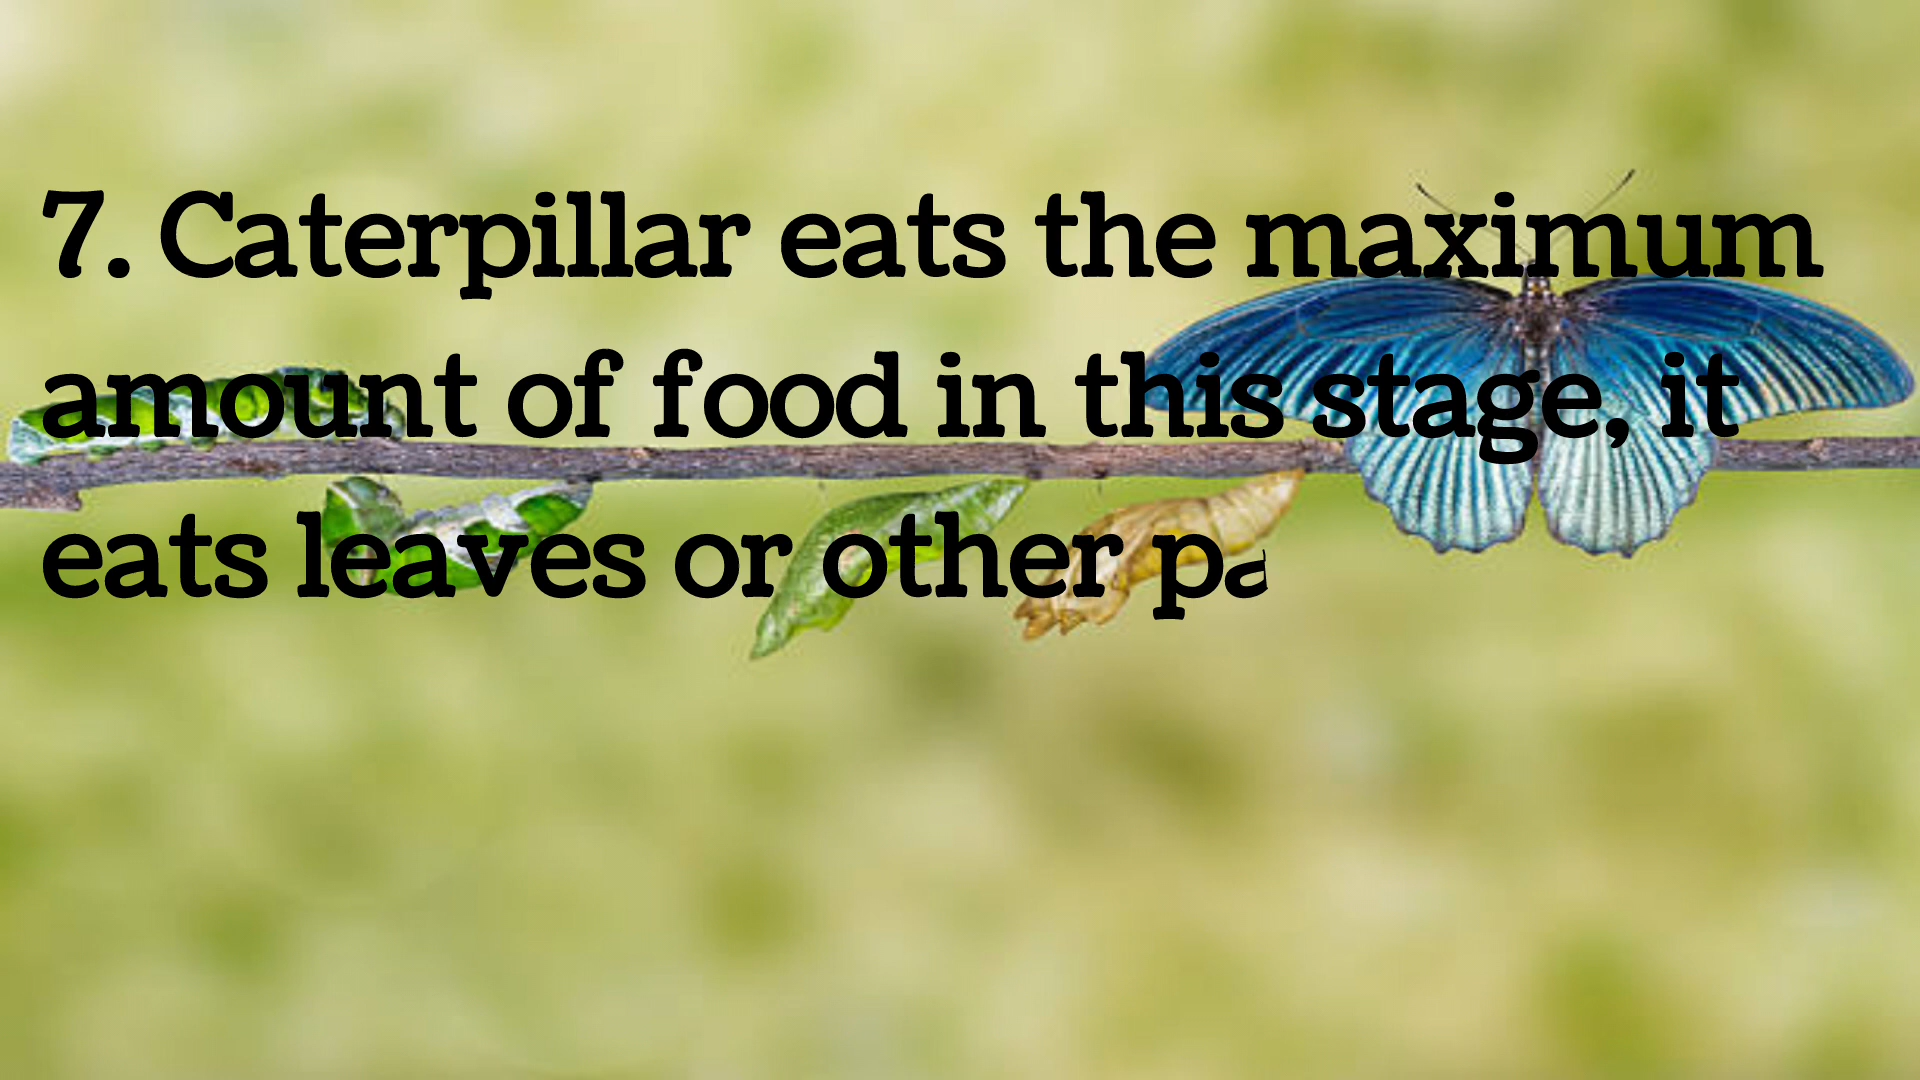 7. Caterpillar eats the maximum
amount of food in this stage, it
eats leaves or other